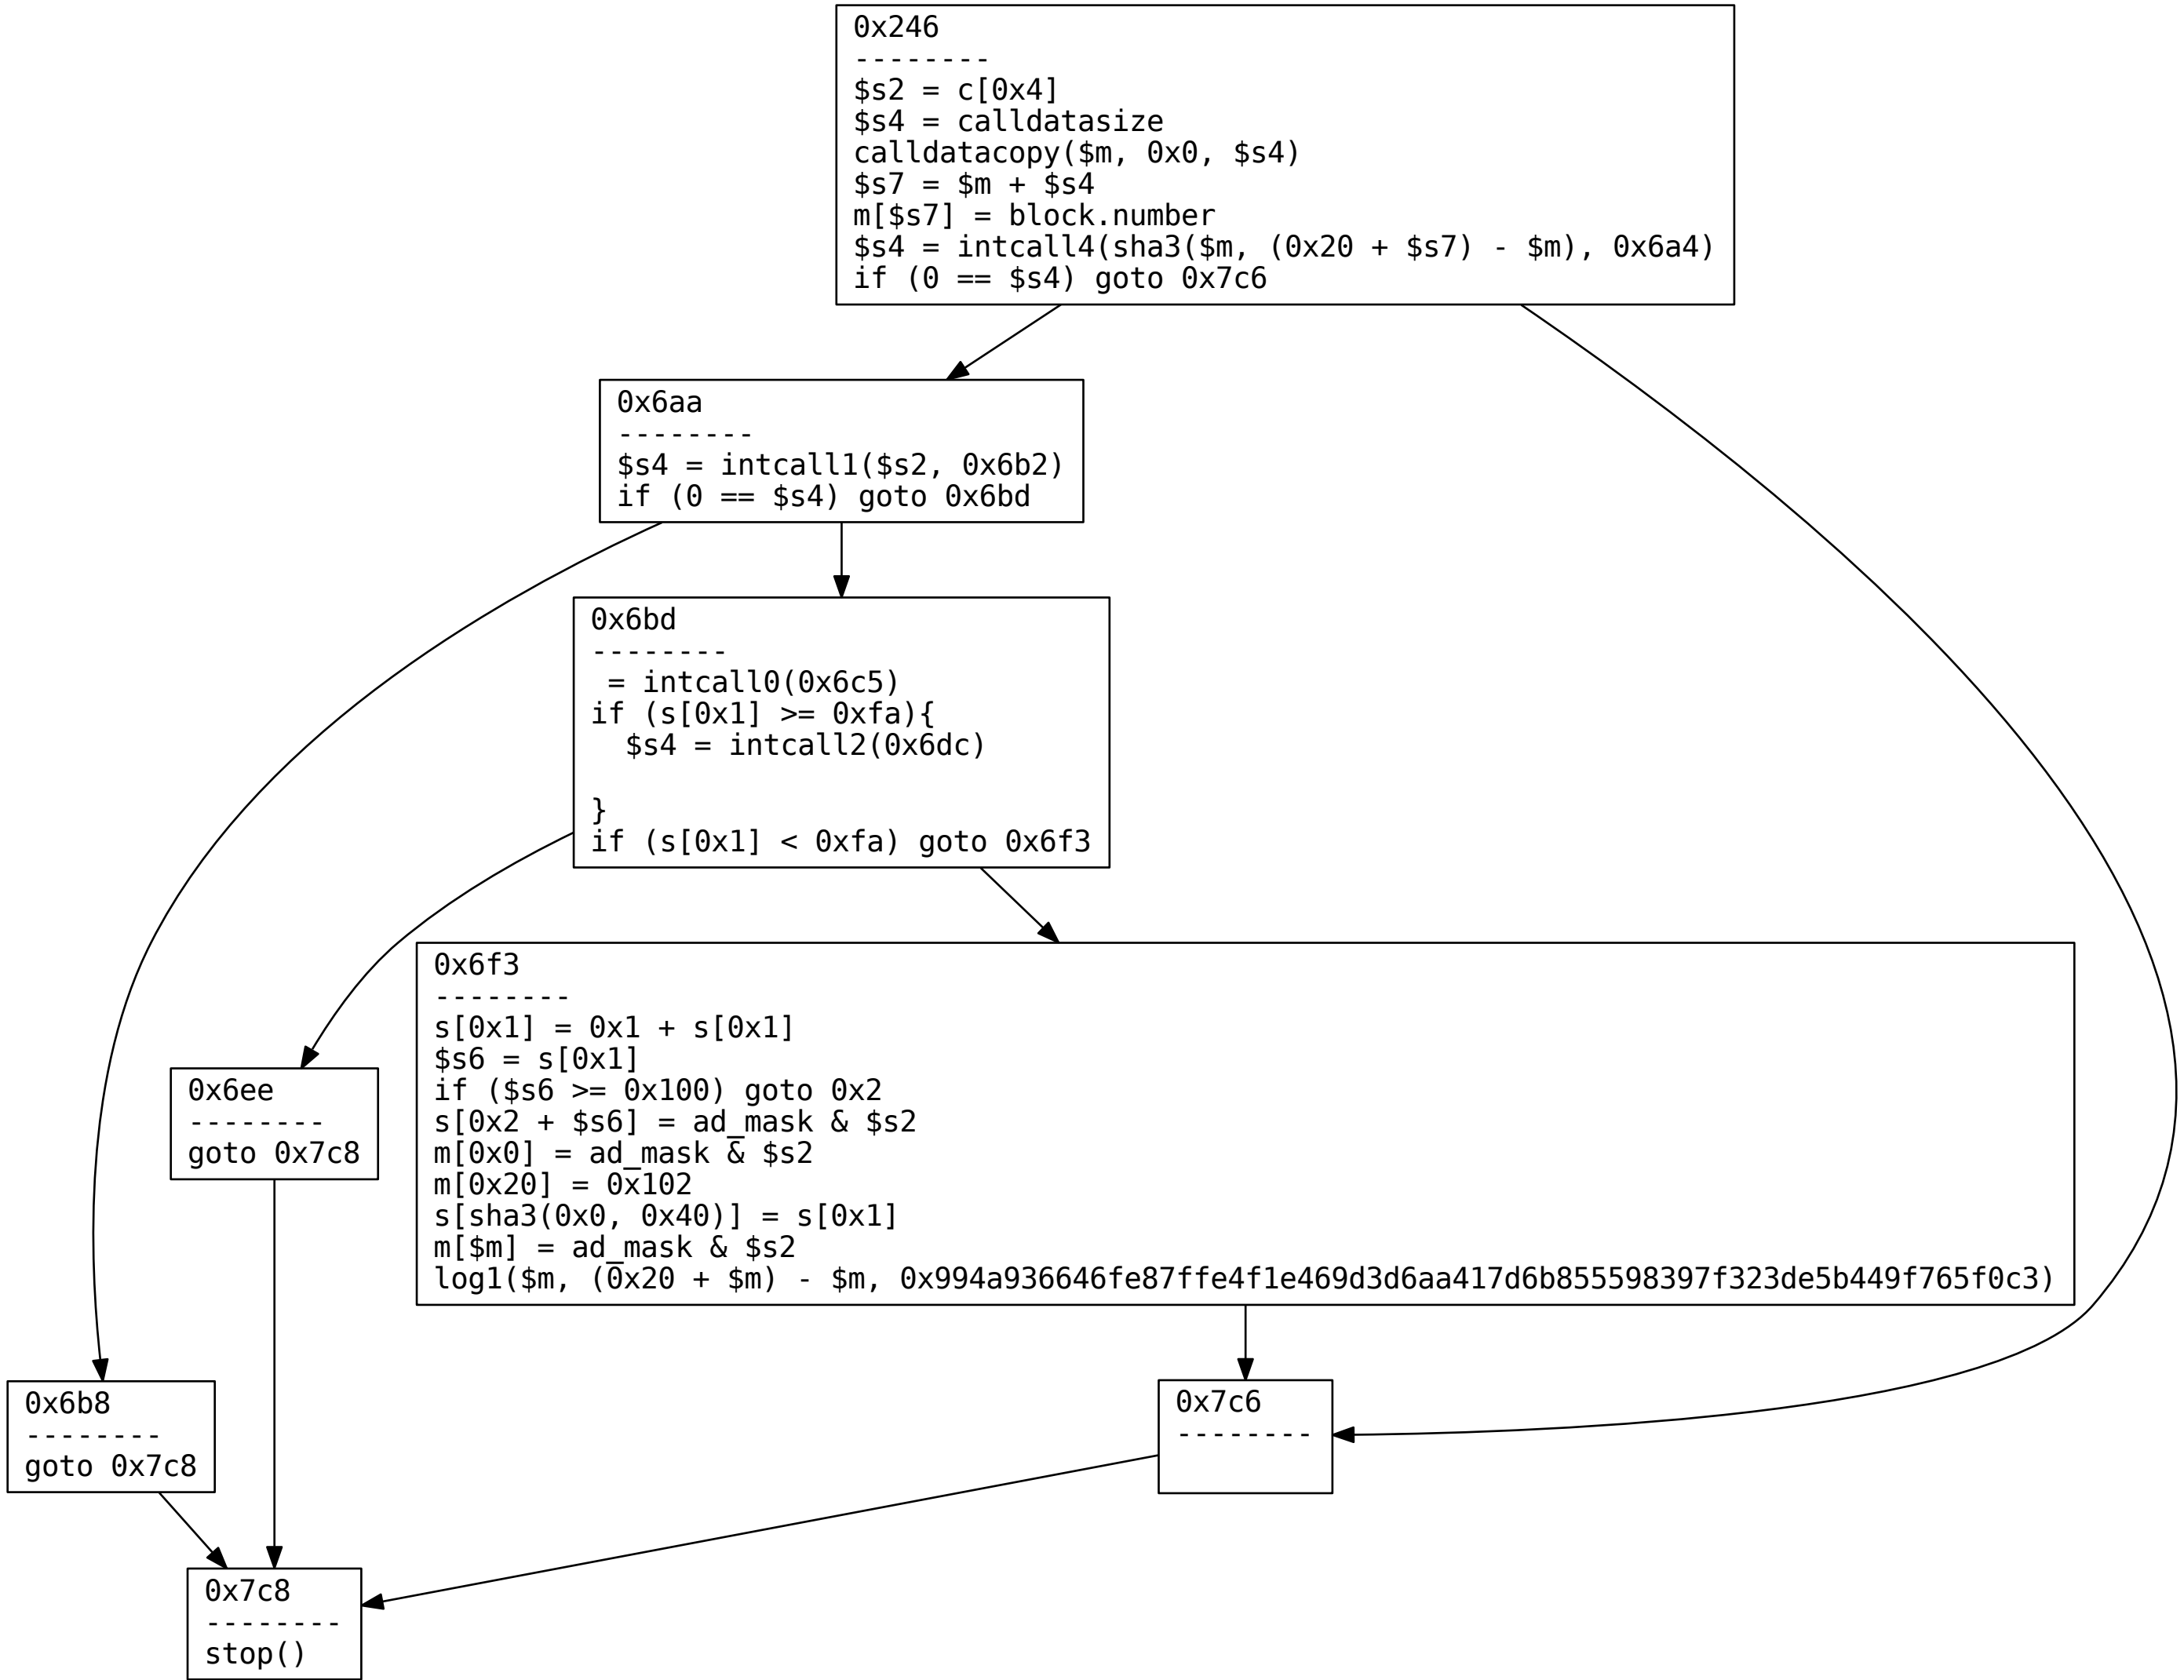 0x246
--------
$s2 = c[0x4]
$s4 = calldatasize
calldatacopy($m, 0x0, $s4)
$s7 = $m + $s4
m[$s7] = block.number
$s4 = intcall4(sha3($m, (0x20 + $s7) - $m), 0x6a4)
if (0 == $s4) goto 0x7c6
0x6aa
--------
$s4 = intcall1($s2, 0x6b2)
if (0 == $s4) goto 0x6bd
0x6bd
--------
 = intcall0(0x6c5)
if (s[0x1] >= 0xfa){
  $s4 = intcall2(0x6dc)
}
if (s[0x1] < 0xfa) goto 0x6f3
0x6f3
--------
s[0x1] = 0x1 + s[0x1]
$s6 = s[0x1]
if ($s6 >= 0x100) goto 0x2
s[0x2 + $s6] = ad_mask & $s2
m[0x0] = ad_mask & $s2
m[0x20] = 0x102
s[sha3(0x0, 0x40)] = s[0x1]
m[$m] = ad_mask & $s2
log1($m, (0x20 + $m) - $m, 0x994a936646fe87ffe4f1e469d3d6aa417d6b855598397f323de5b449f765f0c3)
0x6ee
--------
goto 0x7c8
0x6b8
--------
goto 0x7c8
0x7c6
--------
0x7c8
--------
stop()